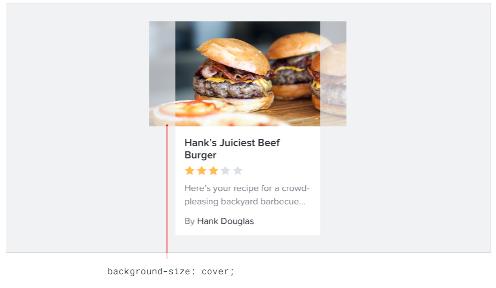 Hank's Juiciest Beef
Burger
Here's your recipe for a crowd-
pleasing backyard barbecue...
By Hank Douglas
background-size: cover;